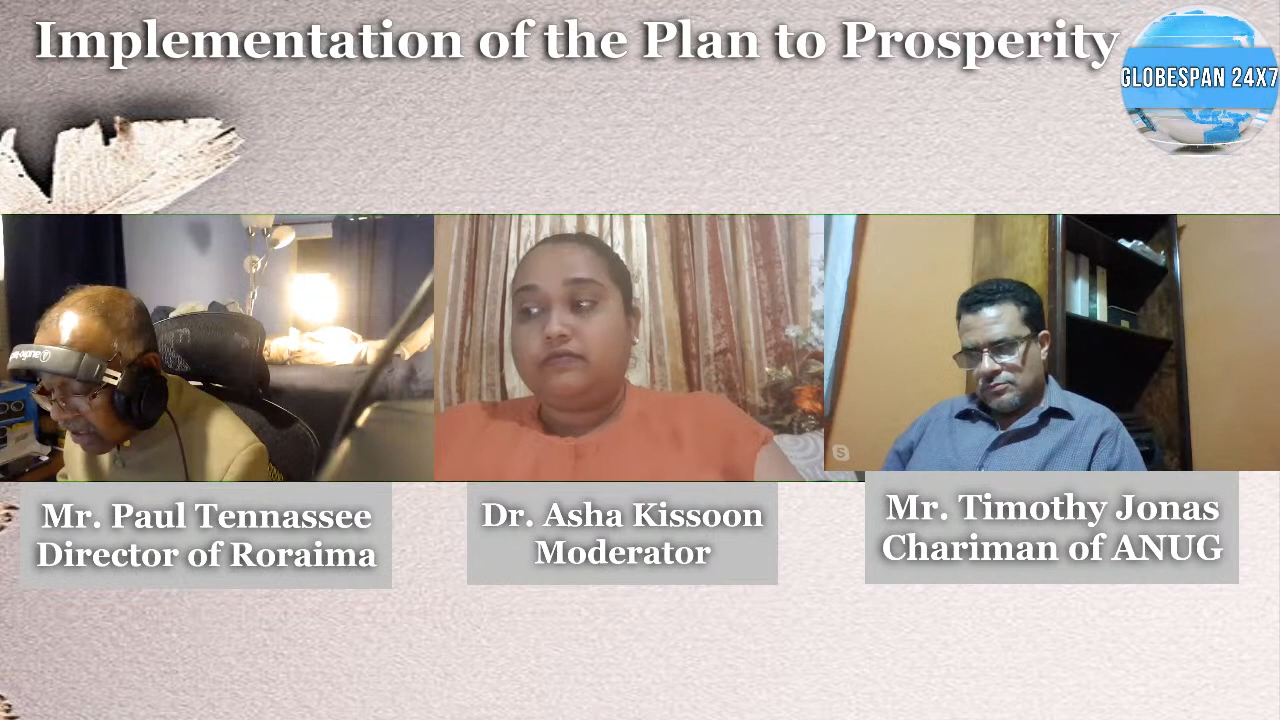 Implementation of the Plan to Prosperity
GLOBESPAN 24X7
Mr. Paul Tennassee
Director of Roraima
Dr. Asha Kissoon
Moderator
Mr. Timothy Jonas
Chariman of ANUG